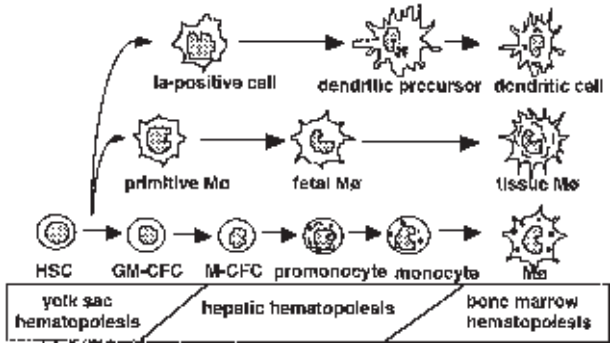 Ia-positive cell dendritic precursor dendritic cell
primitive Mø fetal Mø tissue Mø
HSC GM-CFC M-CFC promonocyte monocyte Mø
yolk sac
hematopoiesis
hepatic hematopoiesis
bone marrow
hematopoiesis